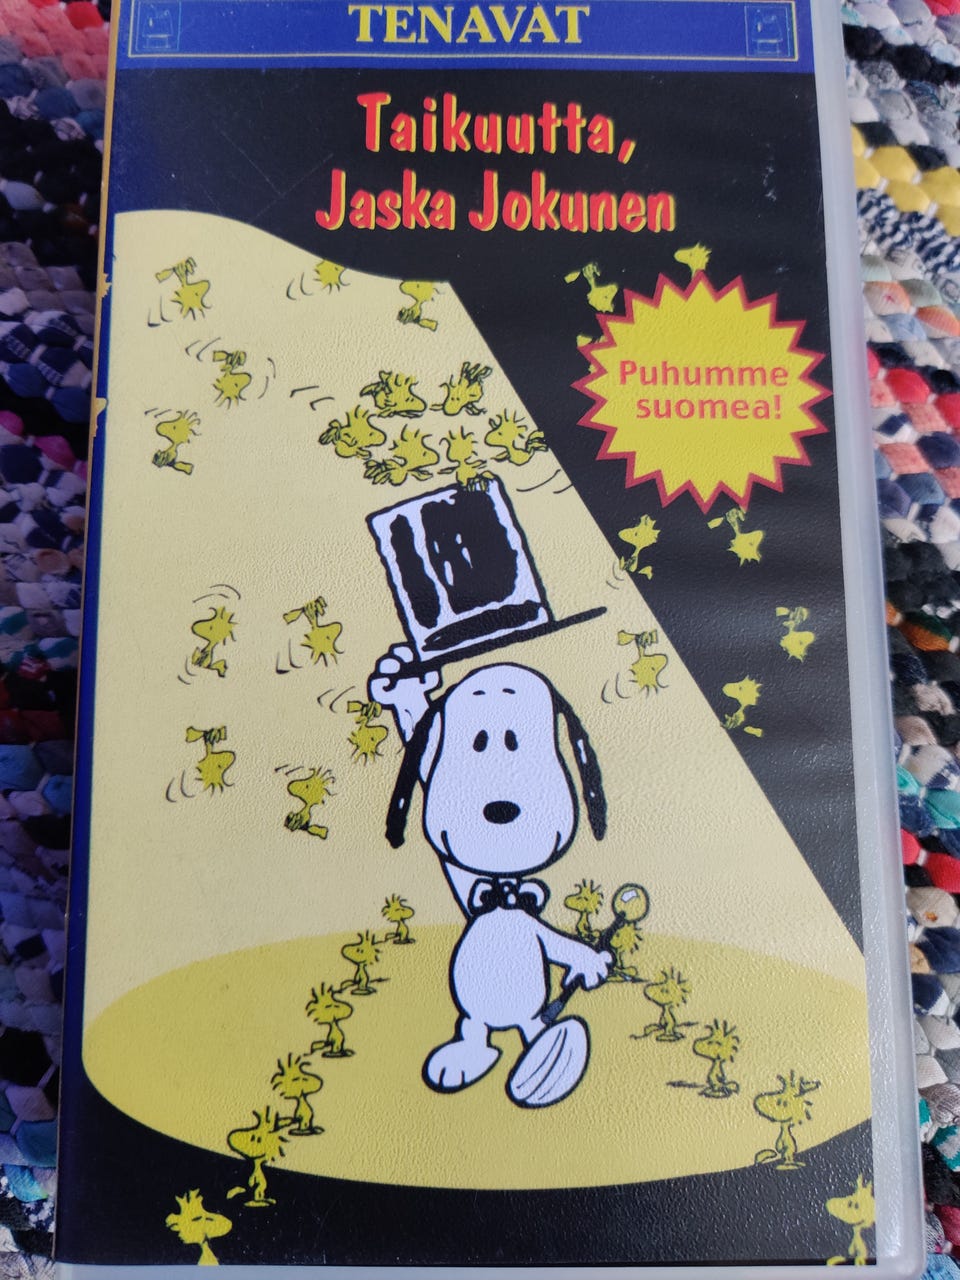 TENAVAT
Taikuutta,
Jaska Jokunen
Puhumme
suomea!